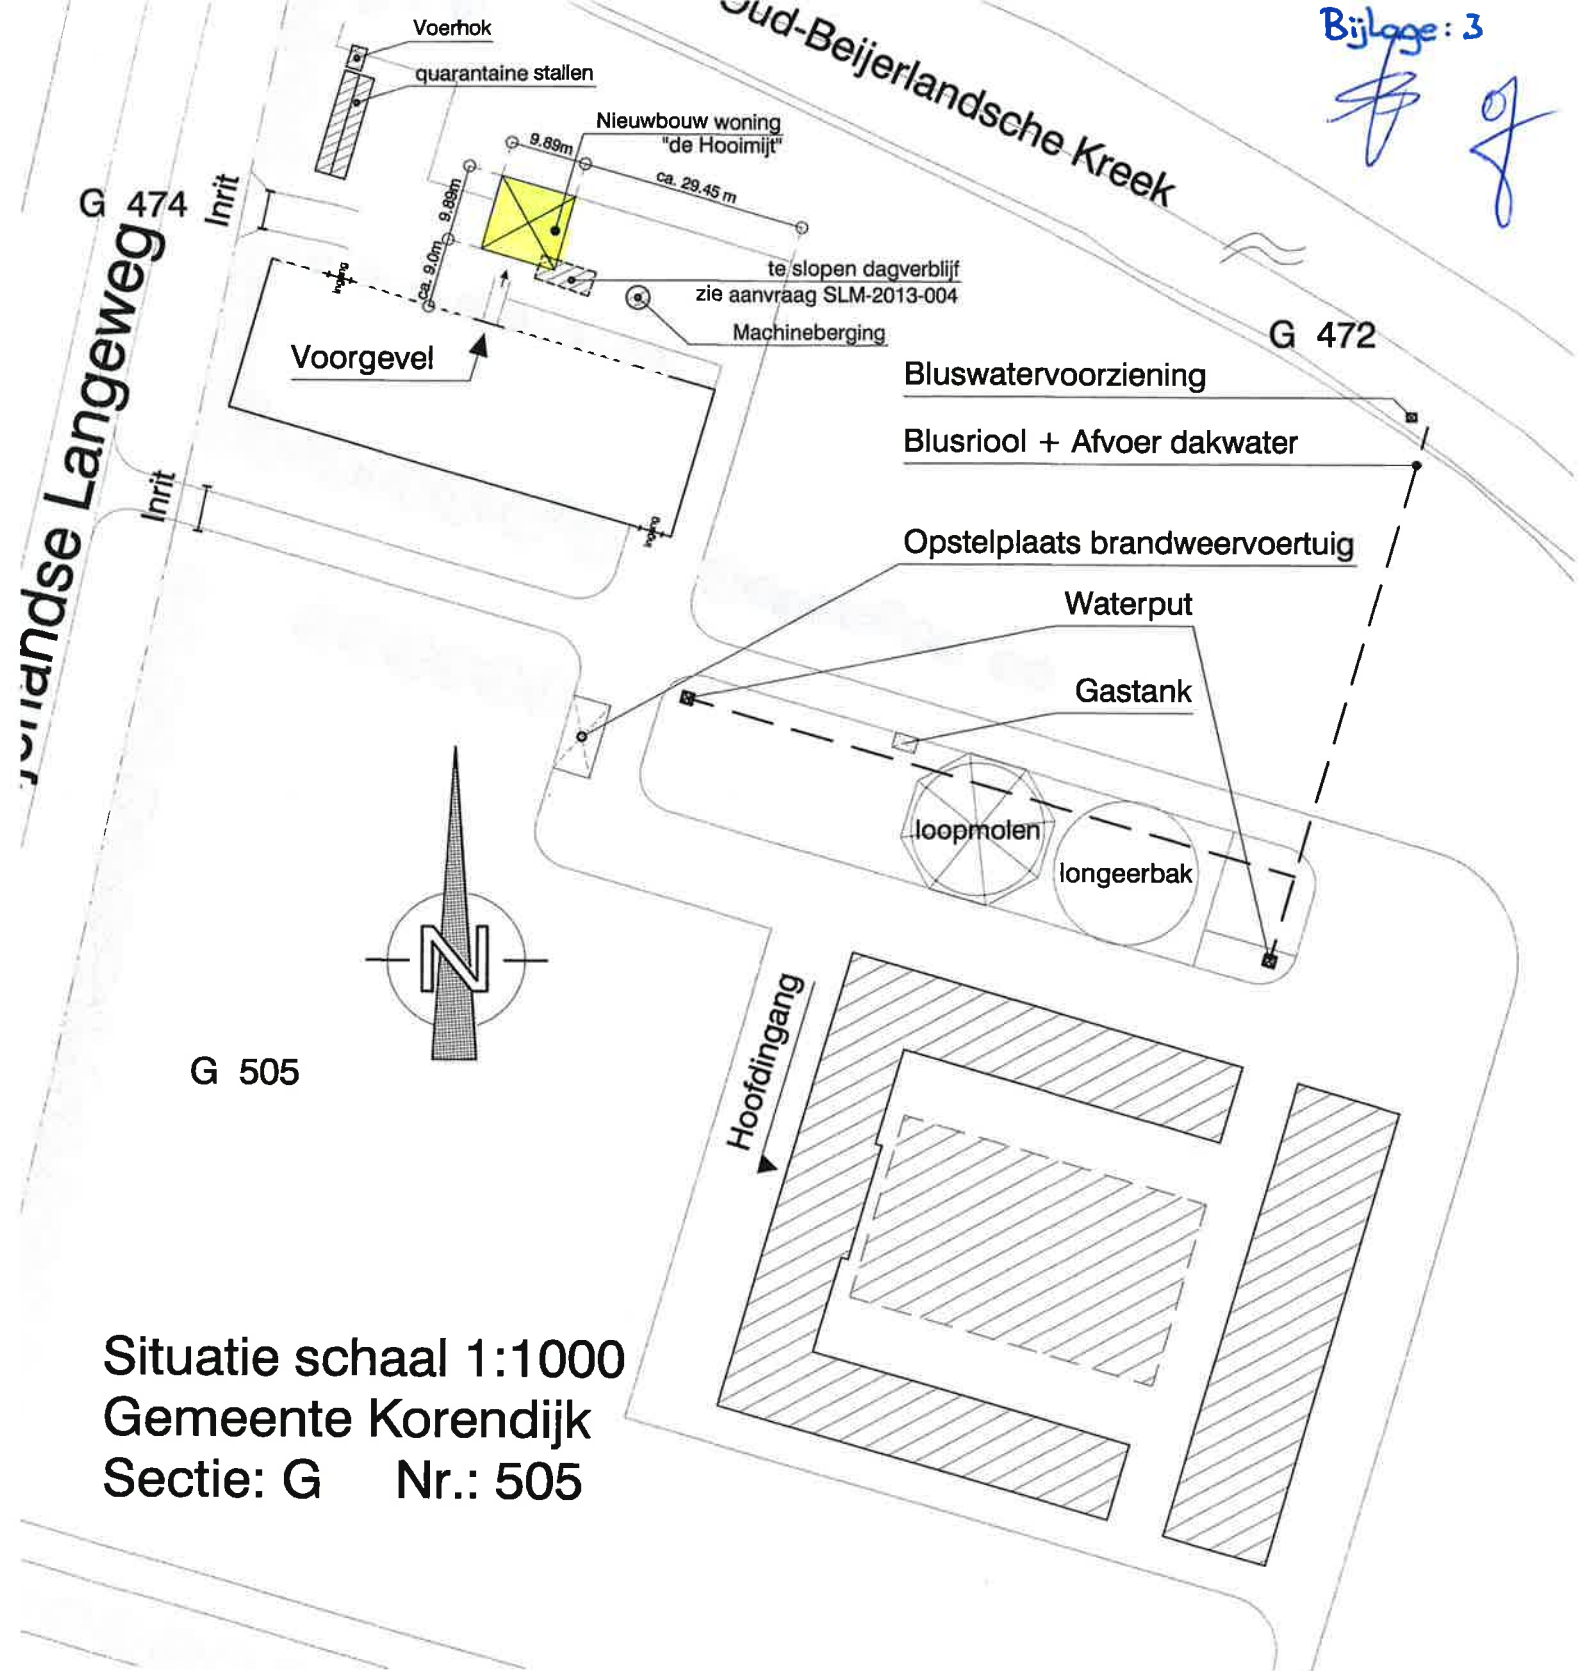 Bijlage: 3
Oud-Beijerlandsche Kreek
Voerhok
quarantaine stallen
Nieuwbouw woning
"de Hooimijt"
9.89m
ca. 29.45 m
9.89m
ca. 9.0m
G 474
Inrit
ingang
te slopen dagverblijf
zie aanvraag SLM-2013-004
Machineberging
G 472
Voorgevel
Bluswatervoorziening
Blusriool + Afvoer dakwater
Langeweg
Inrit
ingang
Opstelplaats brandweervoertuig
Waterput
Gastank
loopmolen
longeerbak
N
Hoofdingang
G 505
Situatie schaal 1:1000
Gemeente Korendijk
Sectie: G Nr.: 505